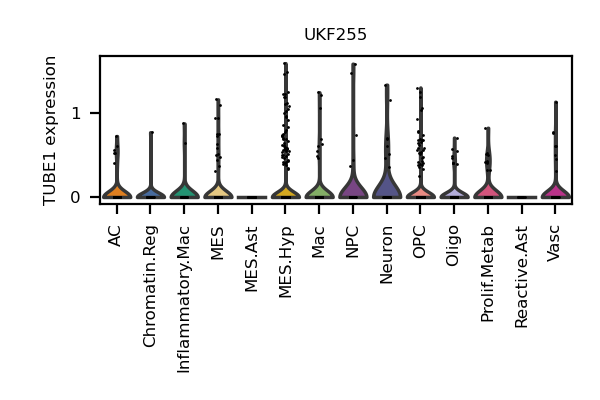 UKF255
TUBE1 expression
1
0
AC
Chromatin.Reg
Inflammatory.Mac
MES
MES.Ast
MES.Hyp
Mac
NPC
Neuron
OPC
Oligo
Prolif.Metab
Reactive.Ast
Vasc